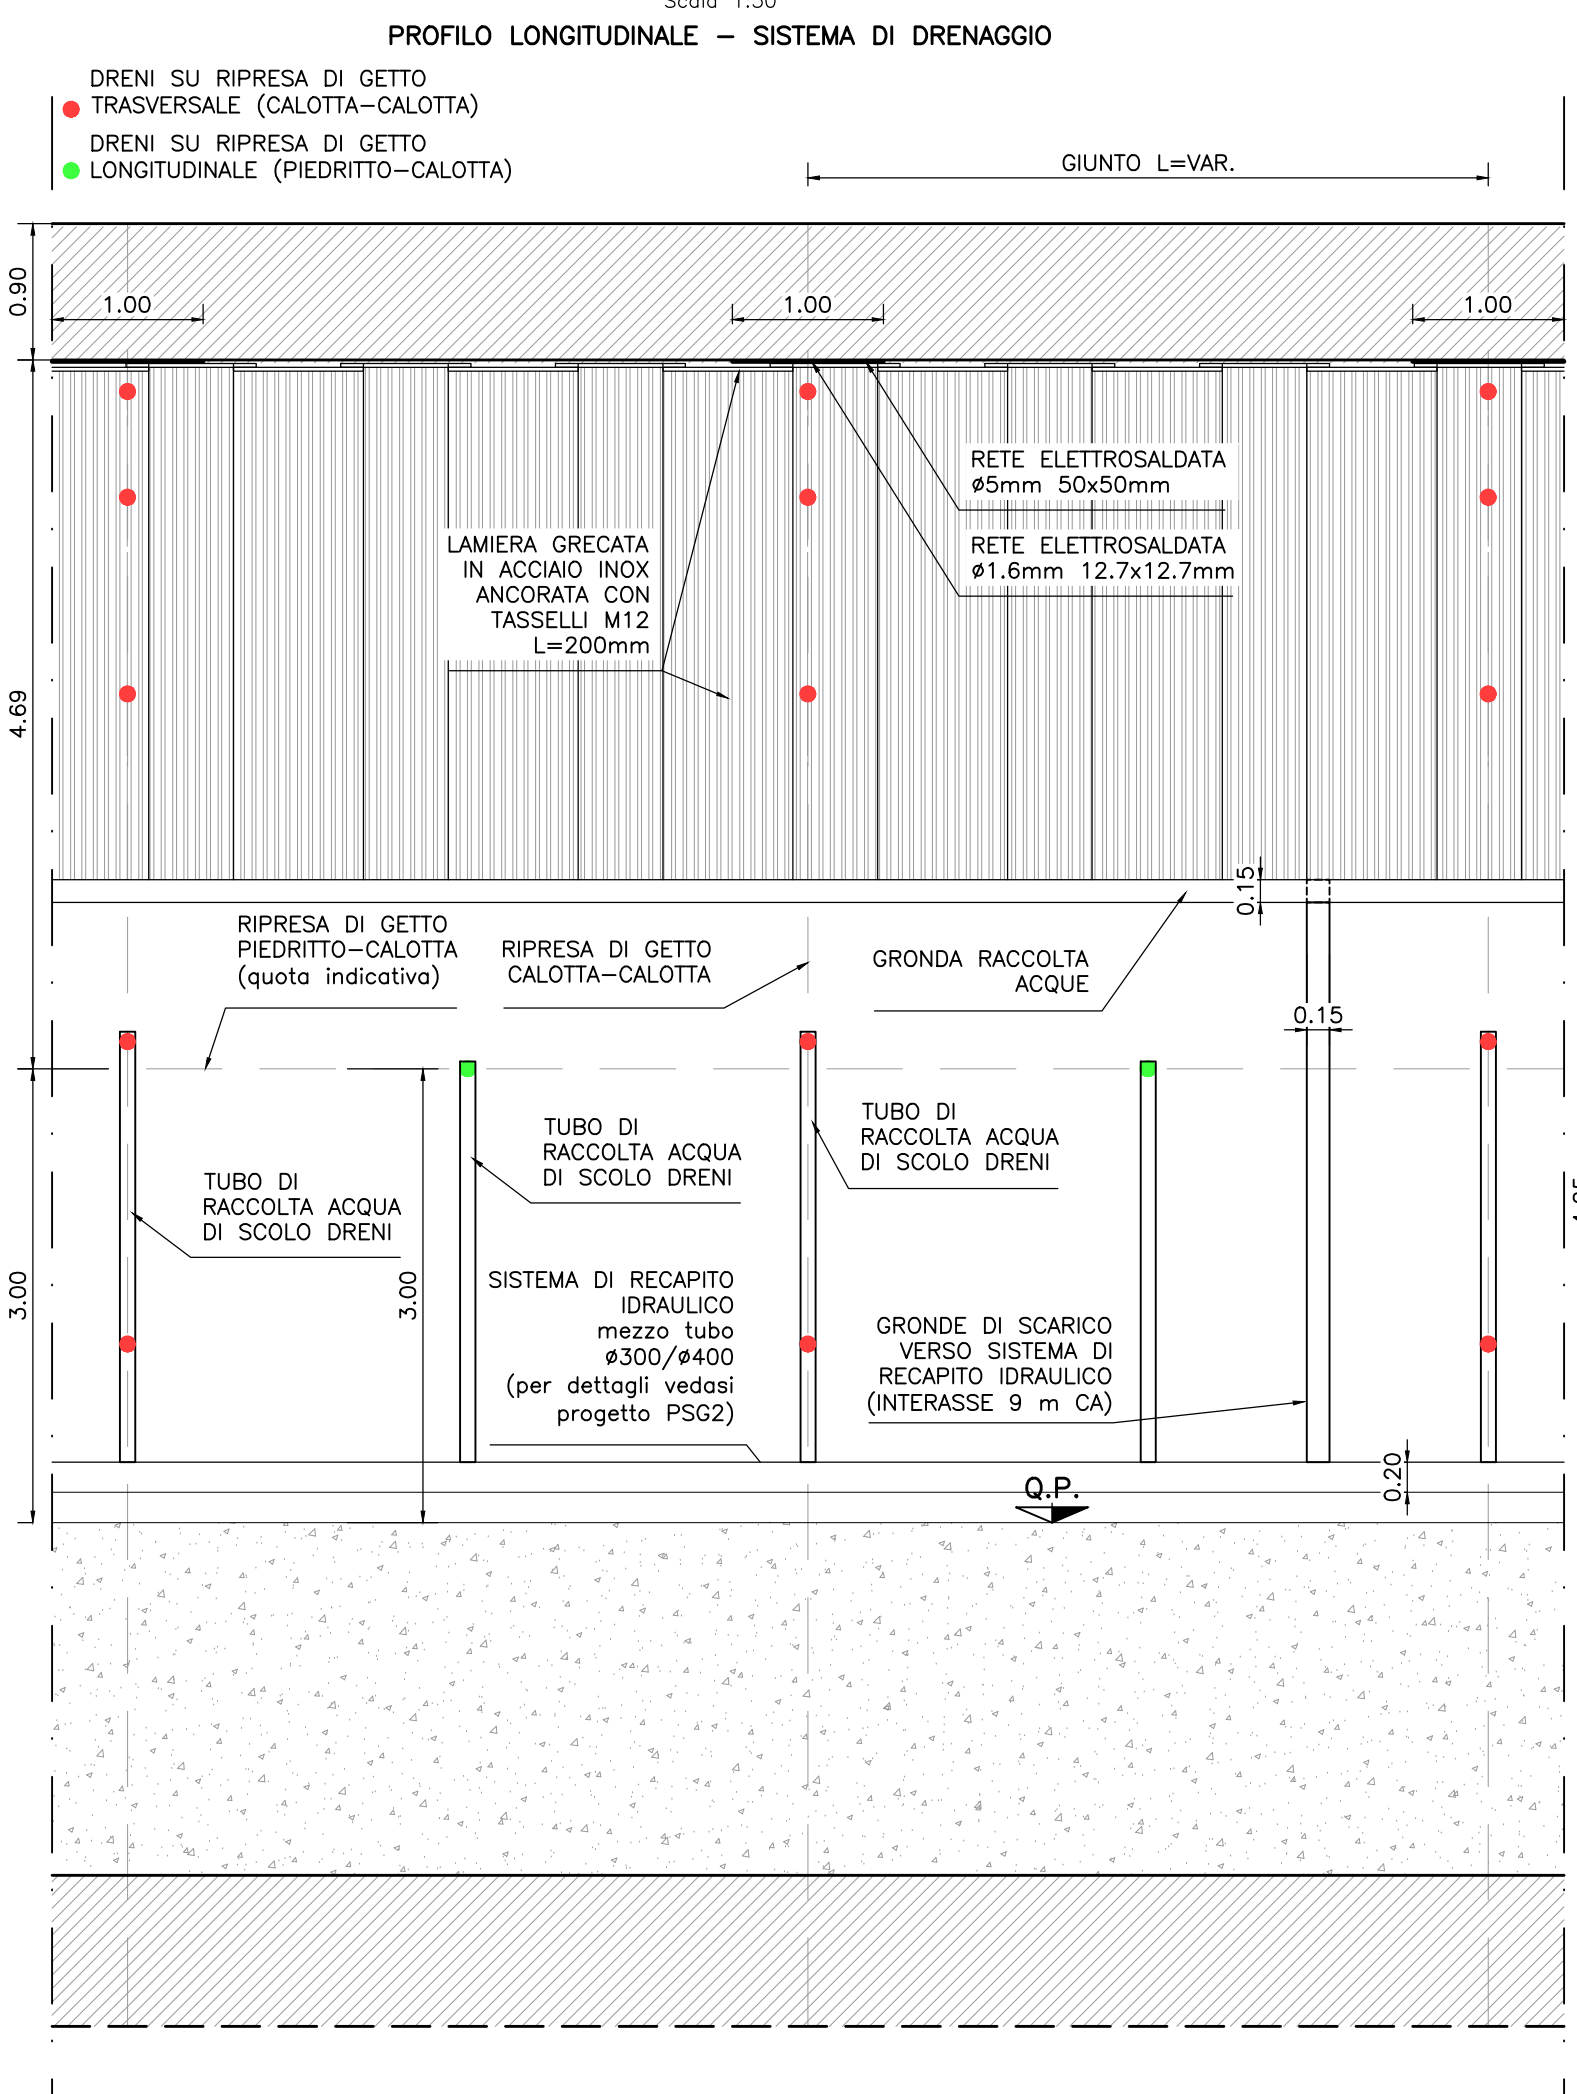 PROFILO LONGITUDINALE – SISTEMA DI DRENAGGIO
DRENI SU RIPRESA DI GETTO
TRASVERSALE (CALOTTA–CALOTTA)
DRENI SU RIPRESA DI GETTO
LONGITUDINALE (PIEDRITTO–CALOTTA)
GIUNTO L=VAR.
0.90
1.00
1.00
1.00
RETE ELETTROSALDATA
ø5mm 50x50mm
RETE ELETTROSALDATA
ø1.6mm 12.7x12.7mm
LAMIERA GRECATA
IN ACCIAIO INOX
ANCORATA CON
TASSELLI M12
L=200mm
4.69
0.15
RIPRESA DI GETTO
PIEDRITTO–CALOTTA
(quota indicativa)
RIPRESA DI GETTO
CALOTTA–CALOTTA
GRONDA RACCOLTA
ACQUE
0.15
TUBO DI
RACCOLTA ACQUA
DI SCOLO DRENI
TUBO DI
RACCOLTA ACQUA
DI SCOLO DRENI
TUBO DI
RACCOLTA ACQUA
DI SCOLO DRENI
3.00
3.00
SISTEMA DI RECAPITO
IDRAULICO
mezzo tubo
ø300/ø400
(per dettagli vedasi
progetto PSG2)
GRONDE DI SCARICO
VERSO SISTEMA DI
RECAPITO IDRAULICO
(INTERASSE 9 m CA)
0.20
Q.P.